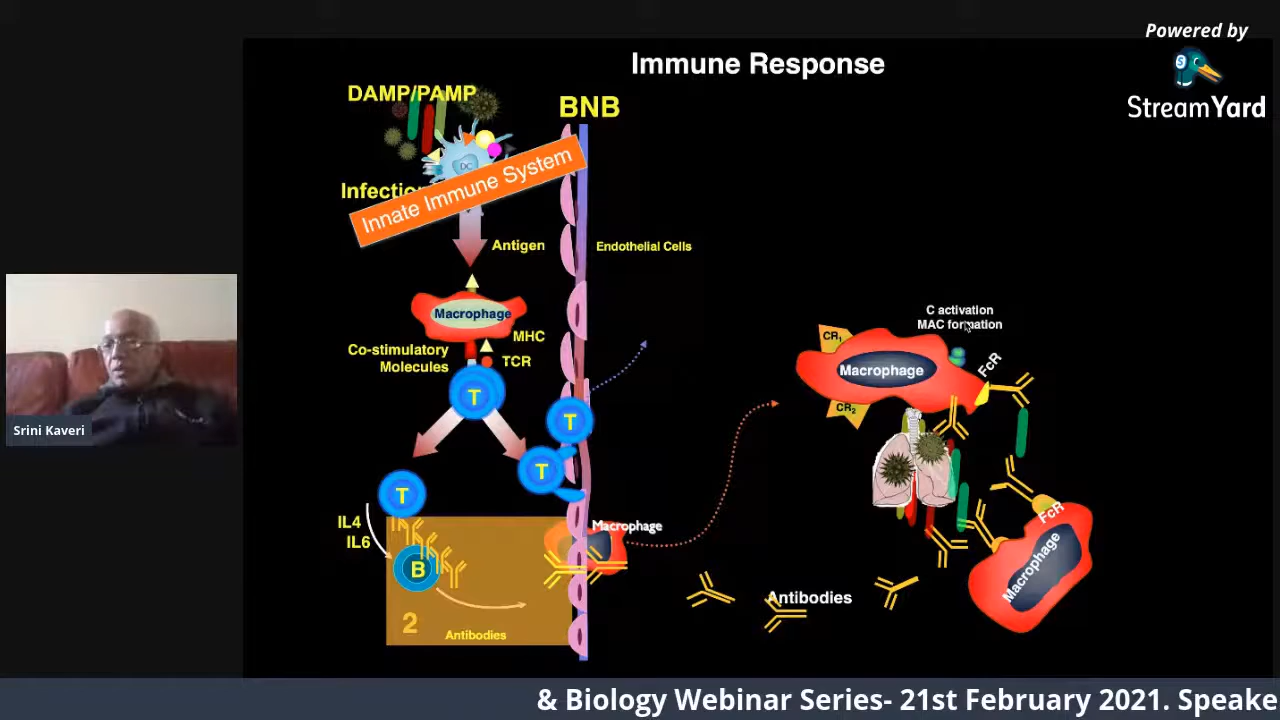 Powered by
StreamYard
Immune Response
DAMP/PAMP
BNB
DC
Innate Immune System
Infectio
Antigen
Endothelial Cells
Macrophage
MHC
Co-stimulatory
Molecules
TCR
T
T
T
T
IL4
IL6
B
2
Antibodies
Macrophage
C activation
MAC formation
CR1
Macrophage
FcR
CR2
FcR
Macrophage
Antibodies
Srini Kaveri
& Biology Webinar Series- 21st February 2021. Speake